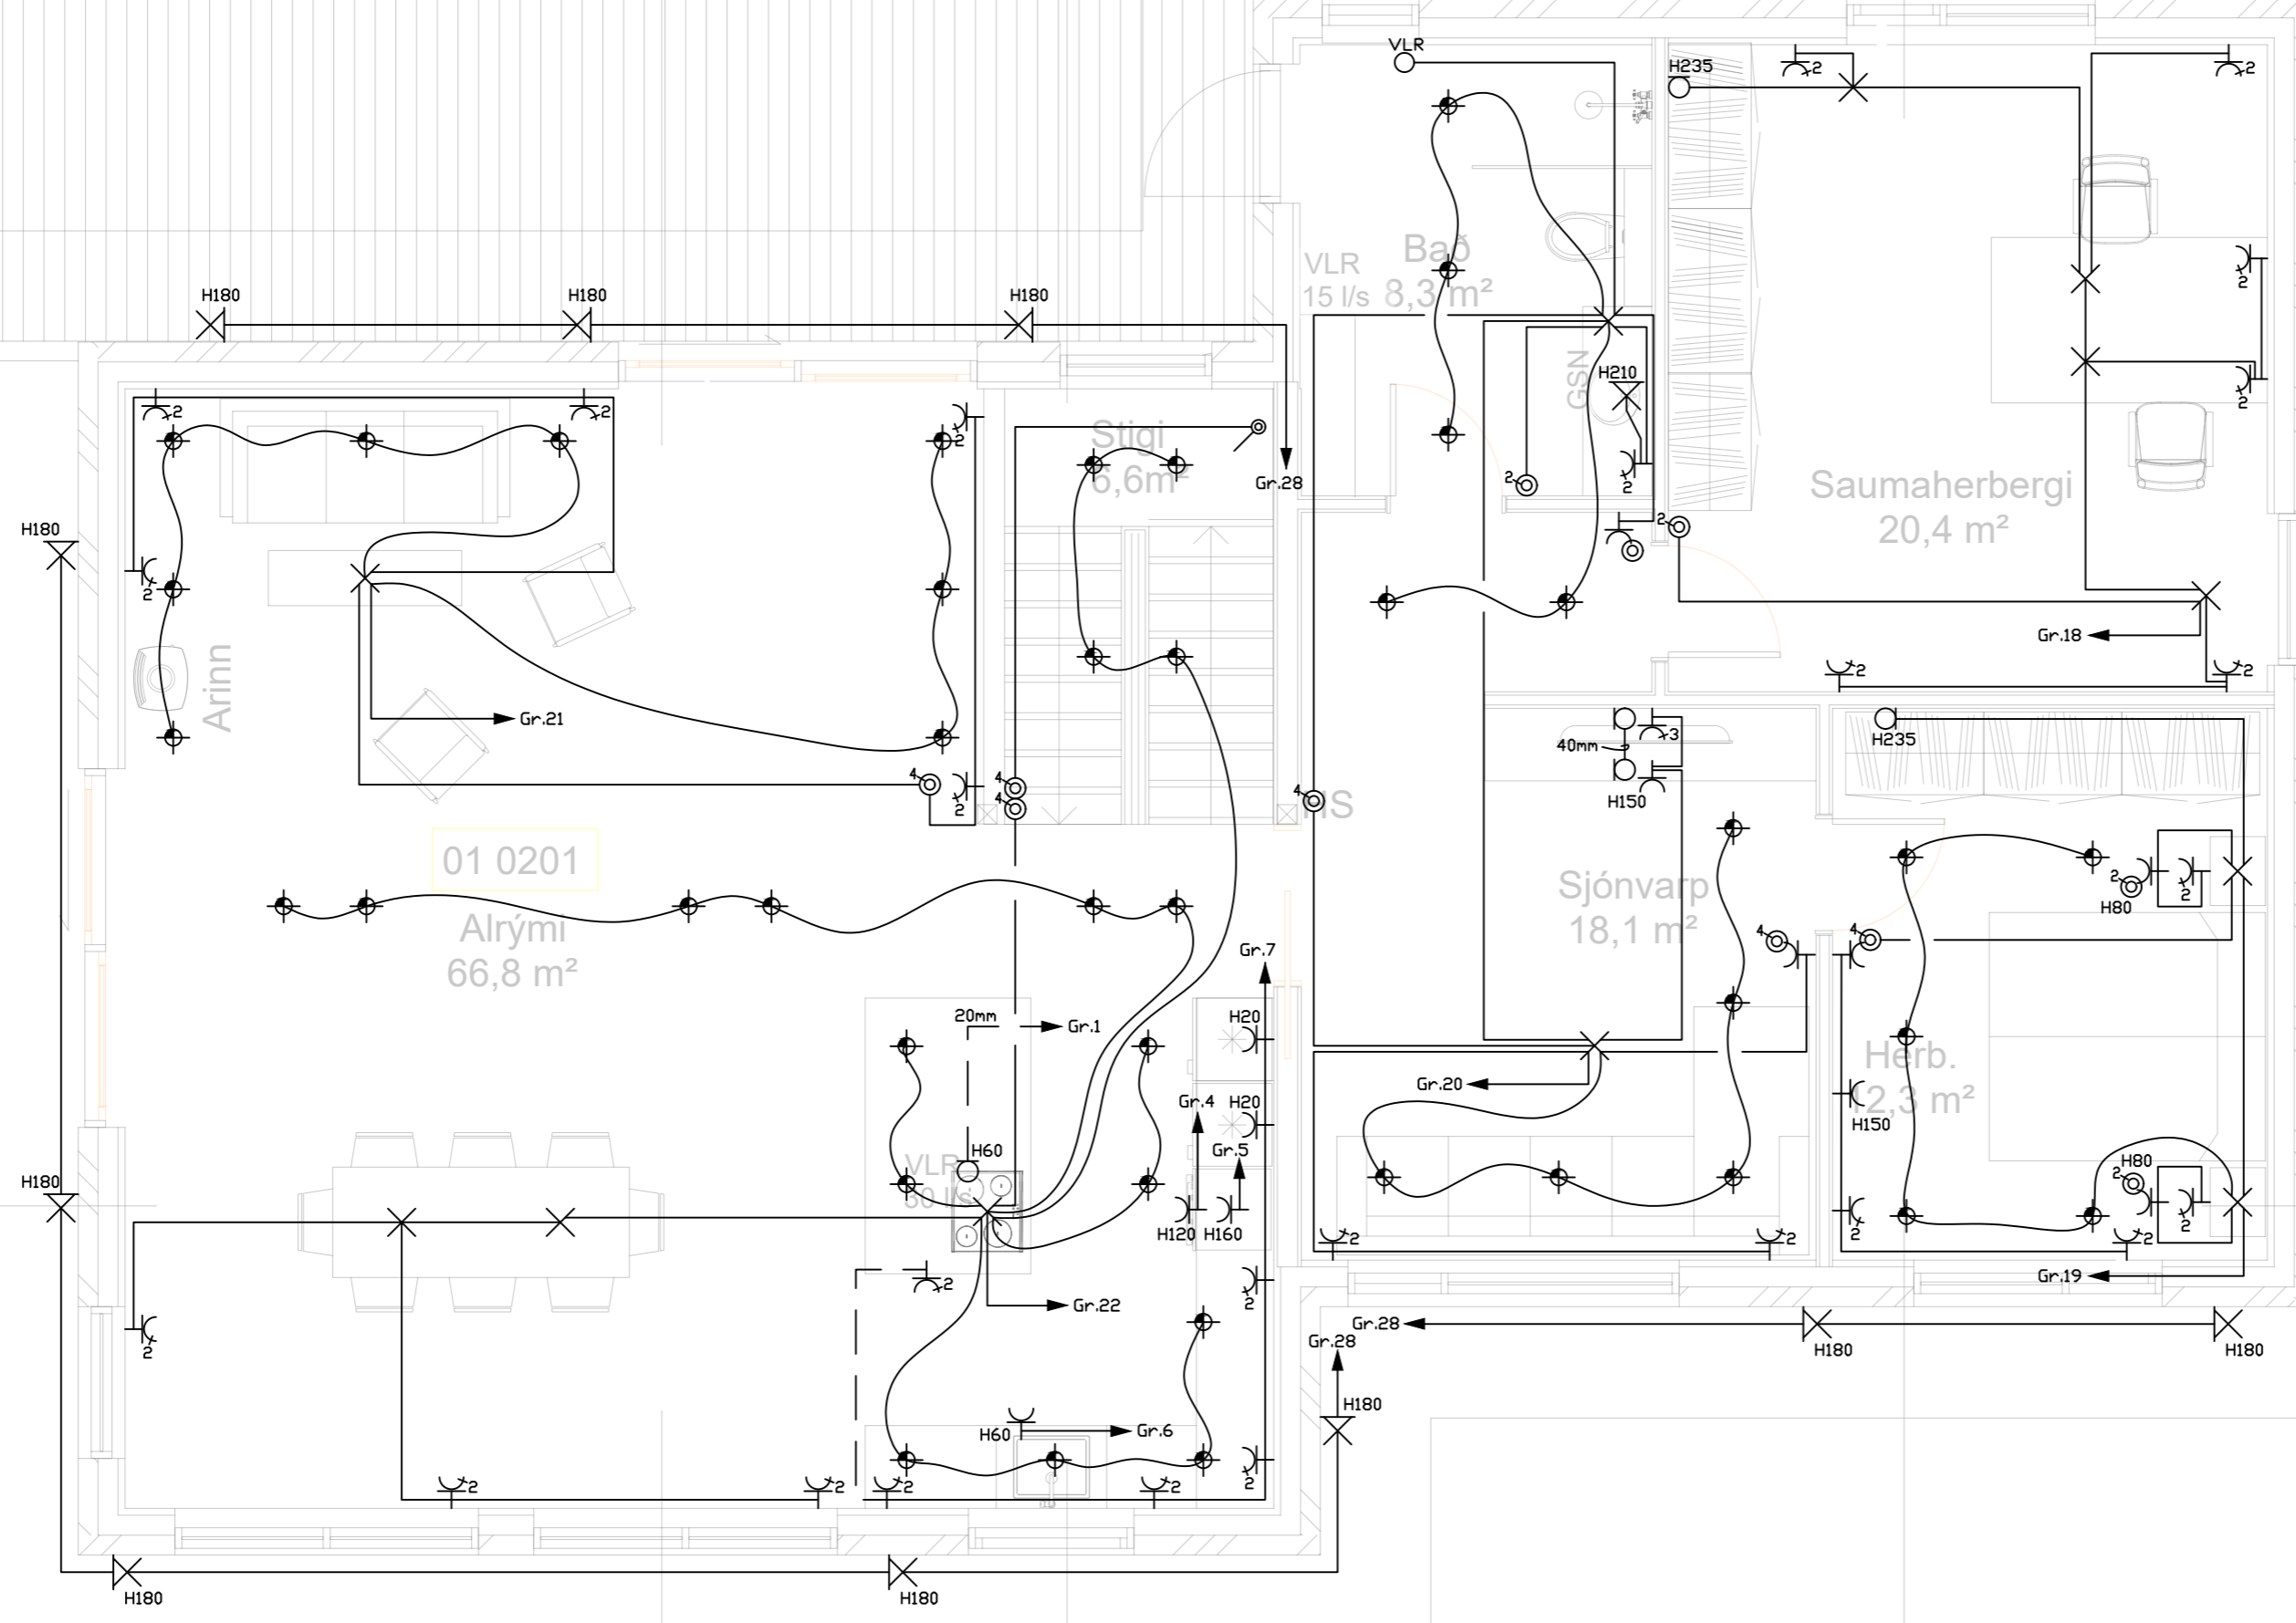 VLR
H235
2
2
Bað
8,3 m²
VLR
15 l/s
2
H180
H180
H180
H210
GSN
2
2
2
2
2
Stigi
6,6m²
2
2
Gr.28
Saumaherbergi
20,4 m²
H180
2
2
Gr.18
Arinn
2
2
Gr.21
3
40mm
H235
4
2
4
4
4
H150
HS
01 0201
Alrými
66,8 m²
Sjónvarp
18,1 m²
2
H80
2
4
4
Gr.7
20mm
Gr.1
H20
Herb.
12,3 m²
Gr.20
Gr.4
H20
H150
Gr.5
H60
VLR
30 l/s
H180
H80
2
2
2
H120
H160
2
2
2
Gr.19
2
2
Gr.22
Gr.28
Gr.28
H180
H180
2
H180
H60
Gr.6
2
2
2
2
2
H180
H180